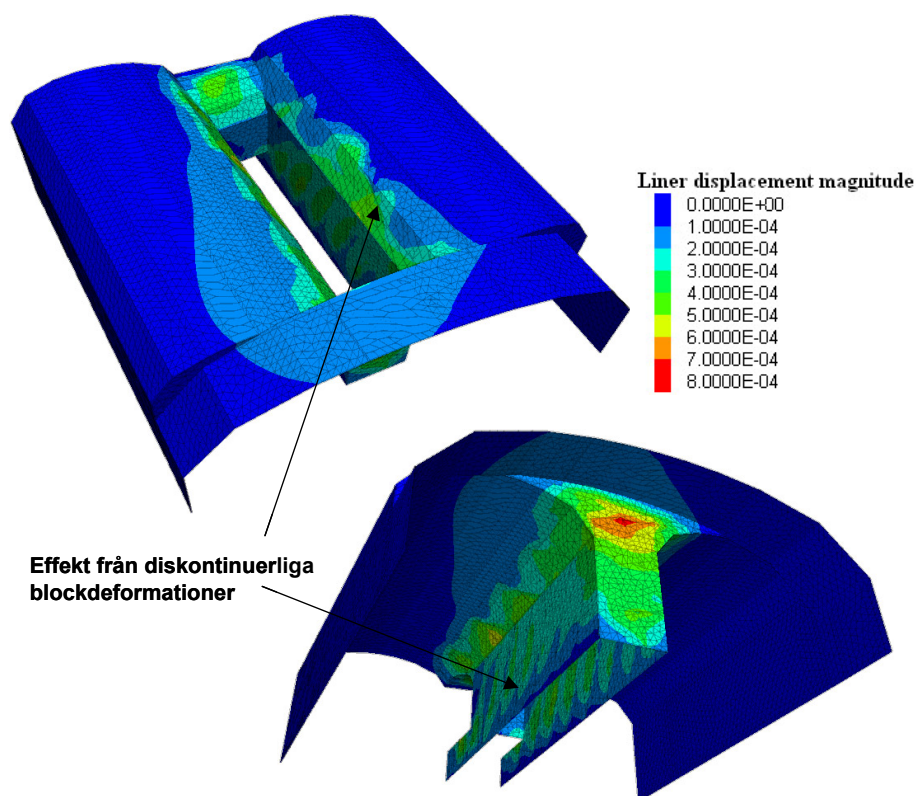 Liner displacement magnitude
0.0000E+00
1.0000E-04
2.0000E-04
3.0000E-04
4.0000E-04
5.0000E-04
6.0000E-04
7.0000E-04
8.0000E-04
Effekt från diskontinuerliga
blockdeformationer